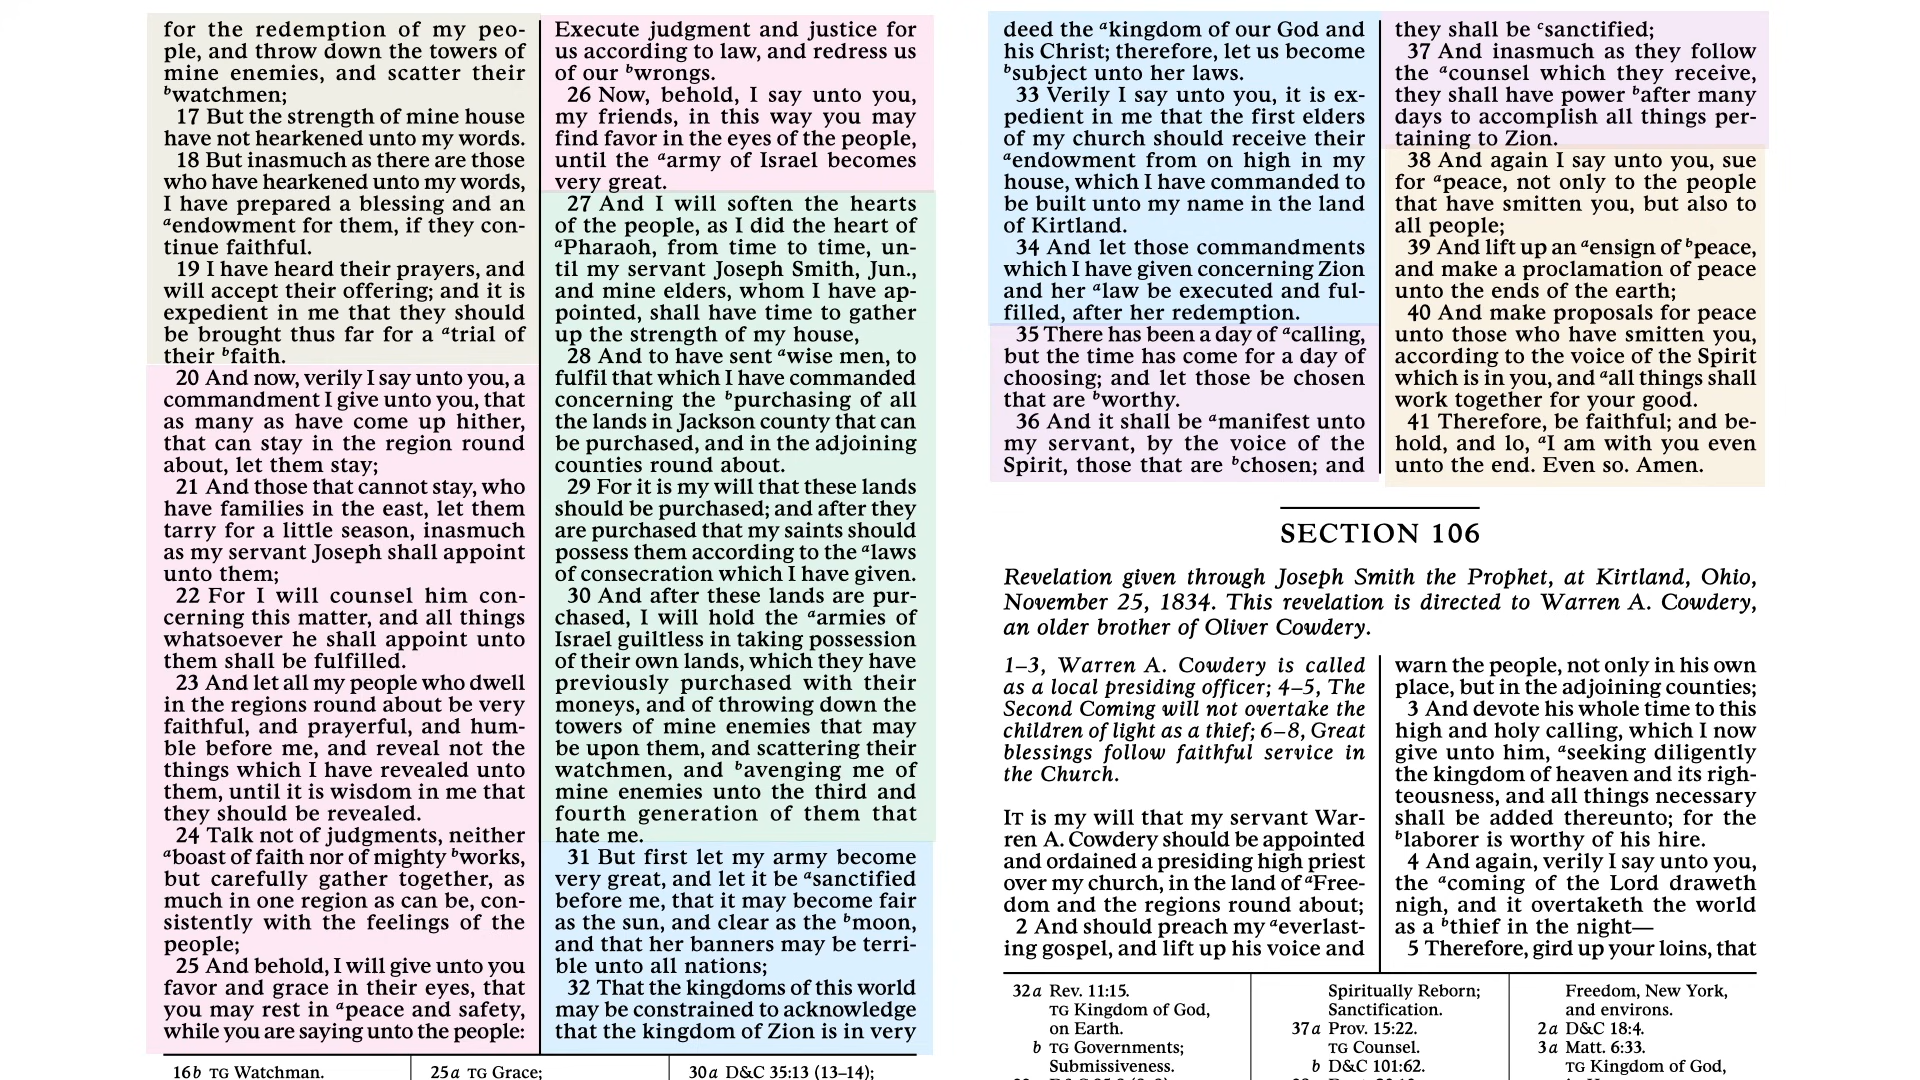 for the redemption of my peo-
ple, and throw down the towers of
mine enemies, and scatter their
bwatchmen;
17 But the strength of mine house
have not hearkened unto my words.
18 But inasmuch as there are those
who have hearkened unto my words,
I have prepared a blessing and an
aendowment for them, if they con-
tinue faithful.
19 I have heard their prayers, and
will accept their offering; and it is
expedient in me that they should
be brought thus far for a atrial of
their bfaith.
20 And now, verily I say unto you, a
commandment I give unto you, that
as many as have come up hither,
that can stay in the region round
about, let them stay;
21 And those that cannot stay, who
have families in the east, let them
tarry for a little season, inasmuch
as my servant Joseph shall appoint
unto them;
22 For I will counsel him con-
cerning this matter, and all things
whatsoever he shall appoint unto
them shall be fulfilled.
23 And let all my people who dwell
in the regions round about be very
faithful, and prayerful, and hum-
ble before me, and reveal not the
things which I have revealed unto
them, until it is wisdom in me that
they should be revealed.
24 Talk not of judgments, neither
aboast of faith nor of mighty bworks,
but carefully gather together, as
much in one region as can be, con-
sistently with the feelings of the
people;
25 And behold, I will give unto you
favor and grace in their eyes, that
you may rest in apeace and safety,
while you are saying unto the people:
Execute judgment and justice for
us according to law, and redress us
of our bwrongs.
26 Now, behold, I say unto you,
my friends, in this way you may
find favor in the eyes of the people,
until the aarmy of Israel becomes
very great.
27 And I will soften the hearts
of the people, as I did the heart of
aPharaoh, from time to time, un-
til my servant Joseph Smith, Jun.,
and mine elders, whom I have ap-
pointed, shall have time to gather
up the strength of my house,
28 And to have sent awise men, to
fulfil that which I have commanded
concerning the bpurchasing of all
the lands in Jackson county that can
be purchased, and in the adjoining
counties round about.
29 For it is my will that these lands
should be purchased; and after they
are purchased that my saints should
possess them according to the alaws
of consecration which I have given.
30 And after these lands are pur-
chased, I will hold the aarmies of
Israel guiltless in taking possession
of their own lands, which they have
previously purchased with their
moneys, and of throwing down the
towers of mine enemies that may
be upon them, and scattering their
watchmen, and bavenging me of
mine enemies unto the third and
fourth generation of them that
hate me.
31 But first let my army become
very great, and let it be asanctified
before me, that it may become fair
as the sun, and clear as the bmoon,
and that her banners may be terri-
ble unto all nations;
32 That the kingdoms of this world
may be constrained to acknowledge
that the kingdom of Zion is in very
16b TG Watchman.
25a TG Grace;
30a D&C 35:13 (13–14);
deed the akingdom of our God and
his Christ; therefore, let us become
bsubject unto her laws.
33 Verily I say unto you, it is ex-
pedient in me that the first elders
of my church should receive their
aendowment from on high in my
house, which I have commanded to
be built unto my name in the land
of Kirtland.
34 And let those commandments
which I have given concerning Zion
and her alaw be executed and ful-
filled, after her redemption.
35 There has been a day of acalling,
but the time has come for a day of
choosing; and let those be chosen
that are bworthy.
36 And it shall be amanifest unto
my servant, by the voice of the
Spirit, those that are bchosen; and
they shall be csanctified;
37 And inasmuch as they follow
the acounsel which they receive,
they shall have power bafter many
days to accomplish all things per-
taining to Zion.
38 And again I say unto you, sue
for apeace, not only to the people
that have smitten you, but also to
all people;
39 And lift up an aensign of bpeace,
and make a proclamation of peace
unto the ends of the earth;
40 And make proposals for peace
unto those who have smitten you,
according to the voice of the Spirit
which is in you, and aall things shall
work together for your good.
41 Therefore, be faithful; and be-
hold, and lo, aI am with you even
unto the end. Even so. Amen.
SECTION 106
Revelation given through Joseph Smith the Prophet, at Kirtland, Ohio,
November 25, 1834. This revelation is directed to Warren A. Cowdery,
an older brother of Oliver Cowdery.
1–3, Warren A. Cowdery is called
as a local presiding officer; 4–5, The
Second Coming will not overtake the
children of light as a thief; 6–8, Great
blessings follow faithful service in
the Church.
IT is my will that my servant War-
ren A. Cowdery should be appointed
and ordained a presiding high priest
over my church, in the land of aFree-
dom and the regions round about;
2 And should preach my aeverlast-
ing gospel, and lift up his voice and
warn the people, not only in his own
place, but in the adjoining counties;
3 And devote his whole time to this
high and holy calling, which I now
give unto him, aseeking diligently
the kingdom of heaven and its righ-
teousness, and all things necessary
shall be added thereunto; for the
blaborer is worthy of his hire.
4 And again, verily I say unto you,
the acoming of the Lord draweth
nigh, and it overtaketh the world
as a bthief in the night—
5 Therefore, gird up your loins, that
32a Rev. 11:15.
TG Kingdom of God,
on Earth.
b TG Governments;
Submissiveness.
Spiritually Reborn;
Sanctification.
37a Prov. 15:22.
TG Counsel.
b D&C 101:62.
Freedom, New York,
and environs.
2a D&C 18:4.
3a Matt. 6:33.
TG Kingdom of God,